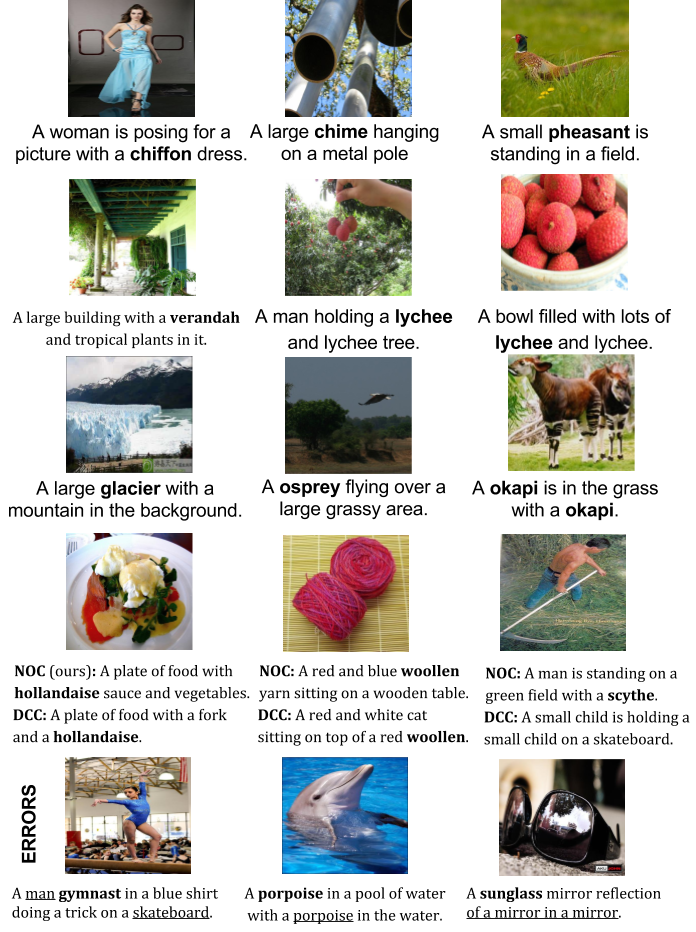 A woman is posing for a
picture with a chiffon dress.
A large chime hanging
on a metal pole
A small pheasant is
standing in a field.
A large building with a verandah
and tropical plants in it.
A man holding a lychee
and lychee tree.
A bowl filled with lots of
lychee and lychee.
A large glacier with a
mountain in the background.
A osprey flying over a
large grassy area.
A okapi is in the grass
with a okapi.
NOC (ours): A plate of food with
hollandaise sauce and vegetables.
DCC: A plate of food with a fork
and a hollandaise.
NOC: A red and blue woollen
yarn sitting on a wooden table.
DCC: A red and white cat
sitting on top of a red woollen.
NOC: A man is standing on a
green field with a scythe.
DCC: A small child is holding a
small child on a skateboard.
ERRORS
A man gymnast in a blue shirt
doing a trick on a skateboard.
A porpoise in a pool of water
with a porpoise in the water.
A sunglass mirror reflection
of a mirror in a mirror.